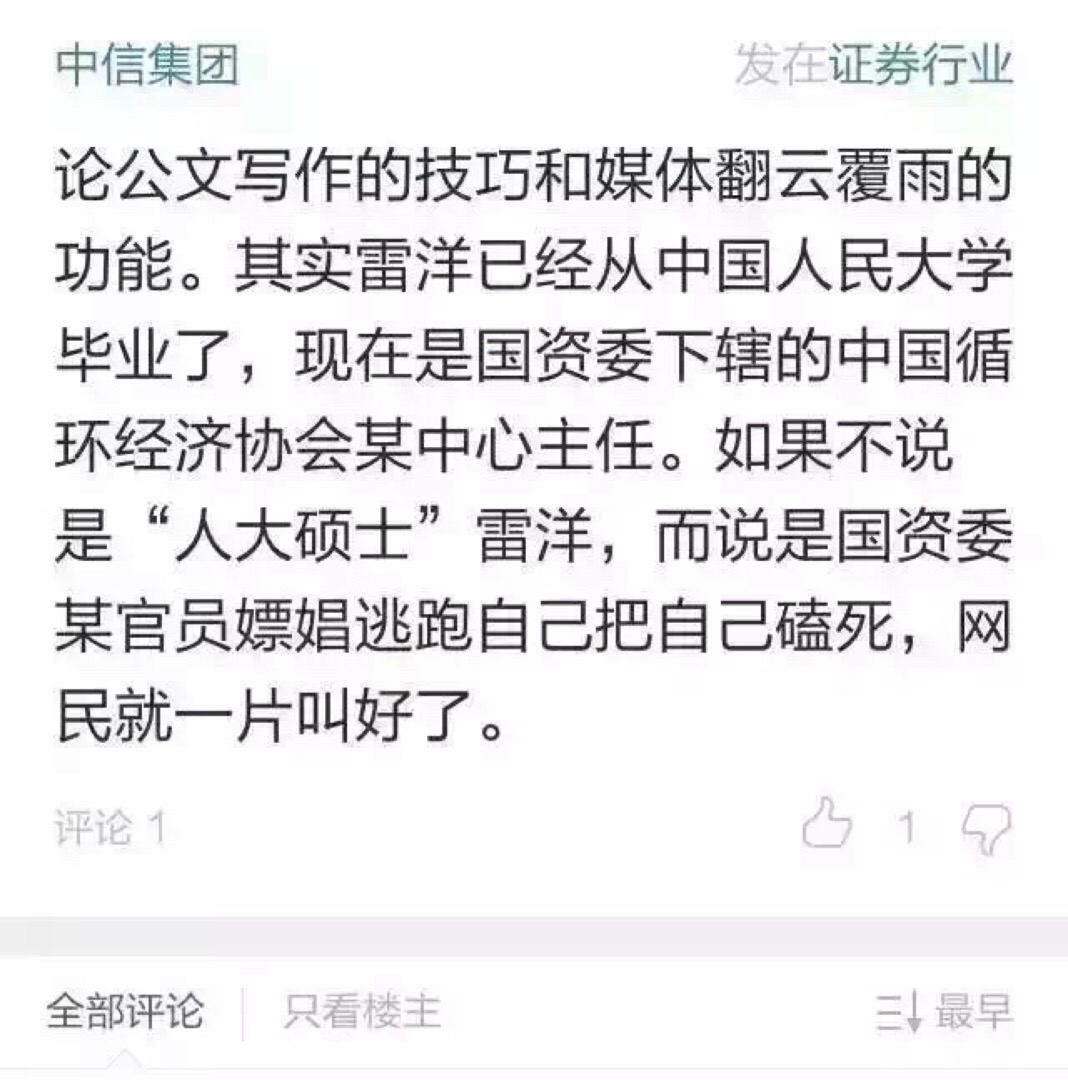 中信集团 发在证券行业
论公文写作的技巧和媒体翻云覆雨的
功能。其实雷洋已经从中国人民大学
毕业了，现在是国资委下辖的中国循
环经济协会某中心主任。如果不说
是“人大硕士”雷洋，而说是国资委
某官员嫖娼逃跑自己把自己磕死，网
民就一片叫好了。
评论 1 1
全部评论 只看楼主 最早